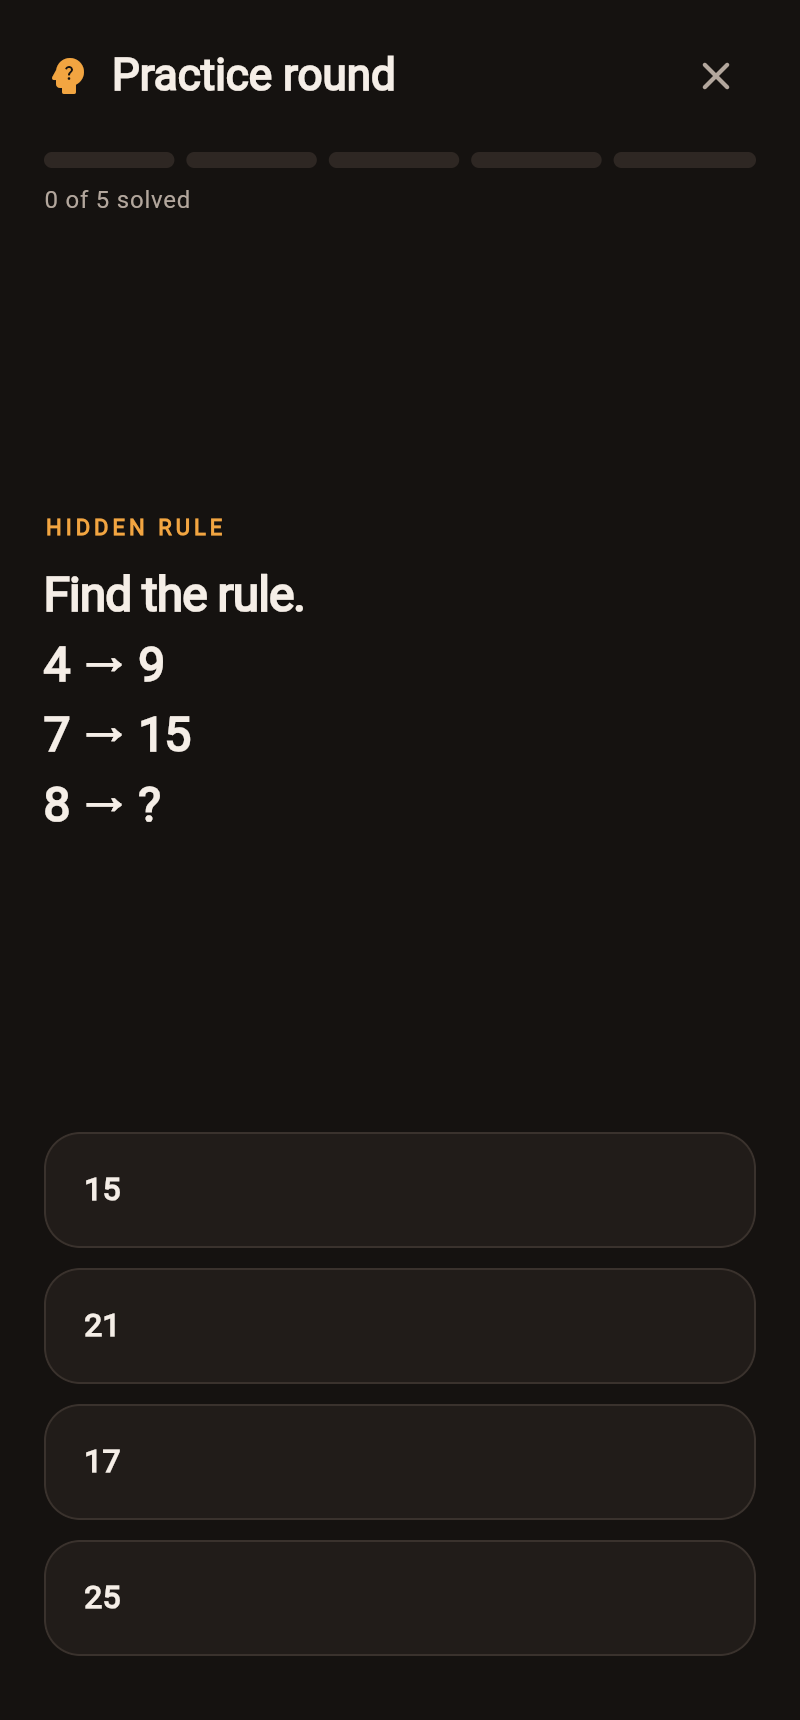 ?
Practice round
0 of 5 solved
HIDDEN RULE
Find the rule.
4 → 9
7 → 15
8 → ?
15
21
17
25